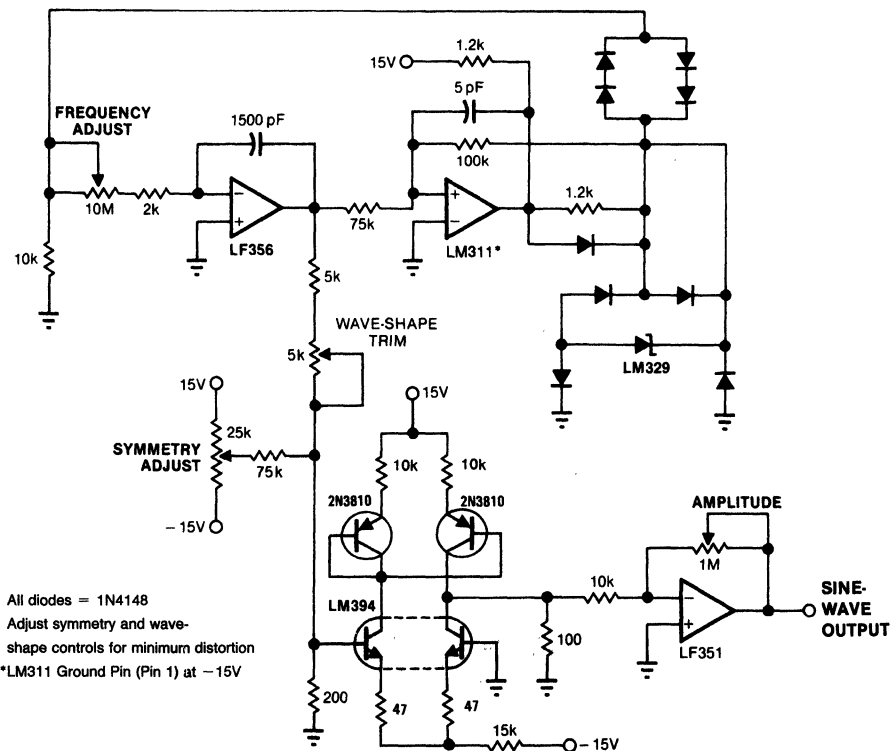 1.2k
15V
5 pF
FREQUENCY
ADJUST
1500 pF
100k
10M
2k
1.2k
75k
LF356
LM311*
10k
5k
WAVE-SHAPE
TRIM
5k
LM329
15V
15V
25k
SYMMETRY
ADJUST
75k
10k
10k
2N3810
2N3810
AMPLITUDE
– 15V
1M
10k
SINE-
WAVE
OUTPUT
All diodes = 1N4148
Adjust symmetry and wave-
shape controls for minimum distortion
*LM311 Ground Pin (Pin 1) at –15V
LM394
100
LF351
200
47
47
15k
– 15V